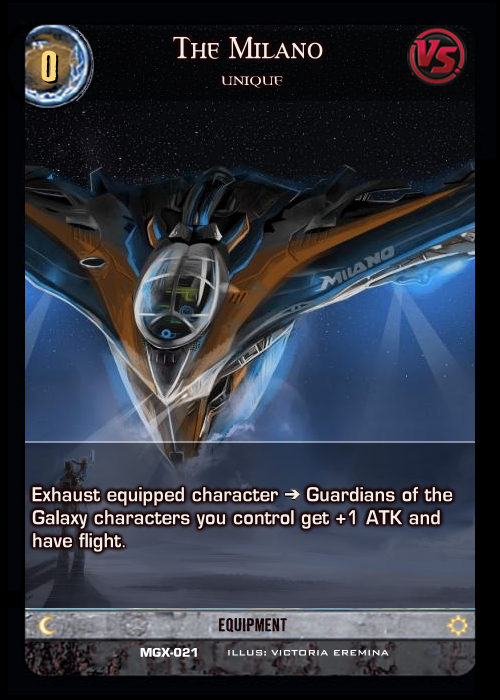 0
The Milano
VS.
UNIQUE
MILANO
Exhaust equipped character ➔ Guardians of the
Galaxy characters you control get +1 ATK and
have flight.
EQUIPMENT
MGX-021 ILLUS: VICTORIA EREMINA